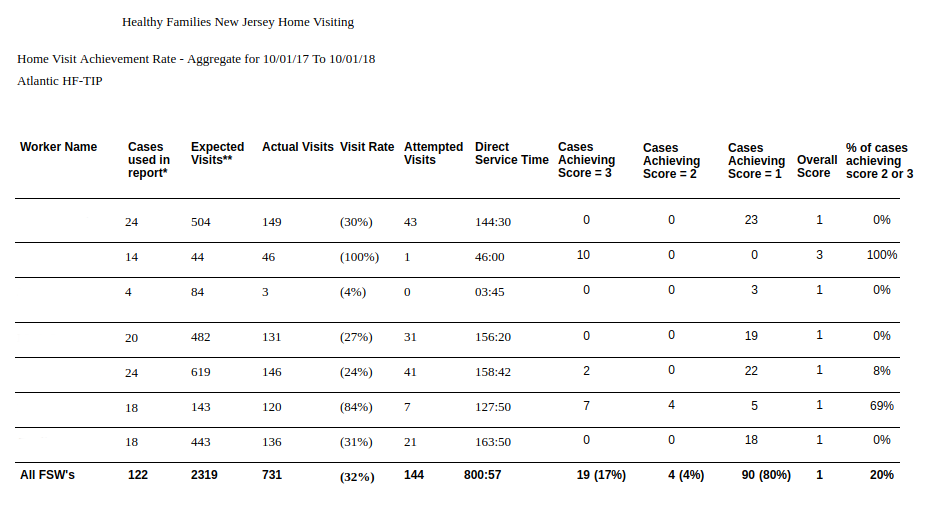 Healthy Families New Jersey Home Visiting
Home Visit Achievement Rate - Aggregate for 10/01/17 To 10/01/18
Atlantic HF-TIP
Worker Name Cases used in report* Expected Visits** Actual Visits Visit Rate Attempted Visits Direct Service Time Cases Achieving Score = 3 Cases Achieving Score = 2 Cases Achieving Score = 1 Overall Score % of cases achieving score 2 or 3
24 504 149 (30%) 43 144:30 0 0 23 1 0%
14 44 46 (100%) 1 46:00 10 0 0 3 100%
4 84 3 (4%) 0 03:45 0 0 3 1 0%
20 482 131 (27%) 31 156:20 0 0 19 1 0%
24 619 146 (24%) 41 158:42 2 0 22 1 8%
18 143 120 (84%) 7 127:50 7 4 5 1 69%
18 443 136 (31%) 21 163:50 0 0 18 1 0%
All FSW's 122 2319 731 (32%) 144 800:57 19 (17%) 4 (4%) 90 (80%) 1 20%